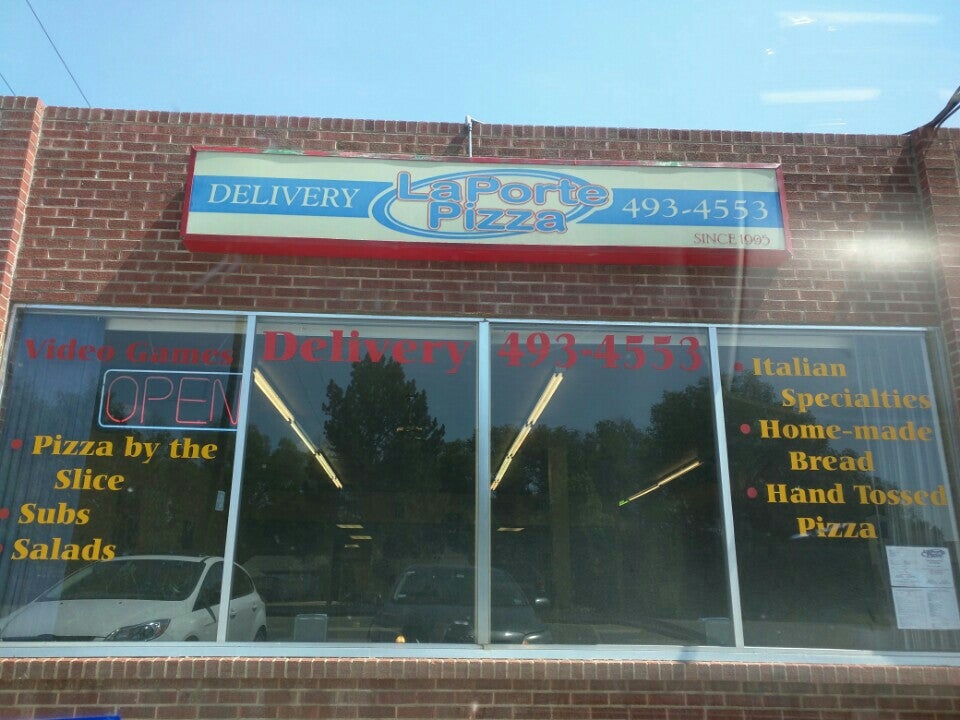 DELIVERY
LaPorte
Pizza
493-4553
SINCE 1995
Video Games
Delivery 493-4553
OPEN
• Pizza by the
Slice
• Subs
• Salads
• Italian
Specialties
• Home-made
Bread
• Hand Tossed
Pizza